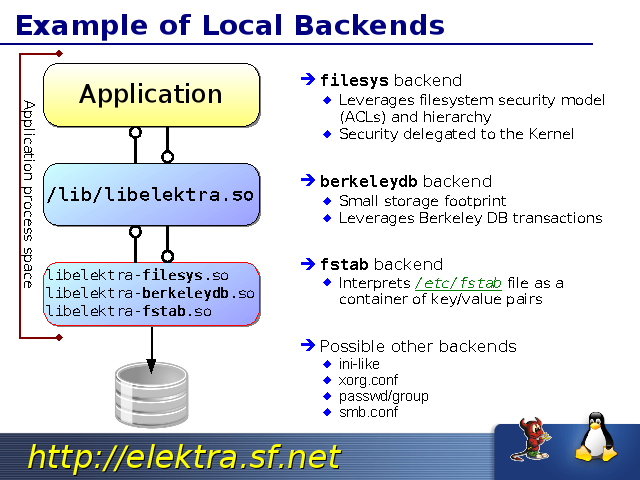 Example of Local Backends
Application process space
Application
/lib/libelektra.so
libelektra-filesys.so
libelektra-berkeleydb.so
libelektra-fstab.so
filesys backend
Leverages filesystem security model
(ACLs) and hierarchy
Security delegated to the Kernel
berkeleydb backend
Small storage footprint
Leverages Berkeley DB transactions
fstab backend
Interprets /etc/fstab file as a
container of key/value pairs
Possible other backends
ini-like
xorg.conf
passwd/group
smb.conf
http://elektra.sf.net